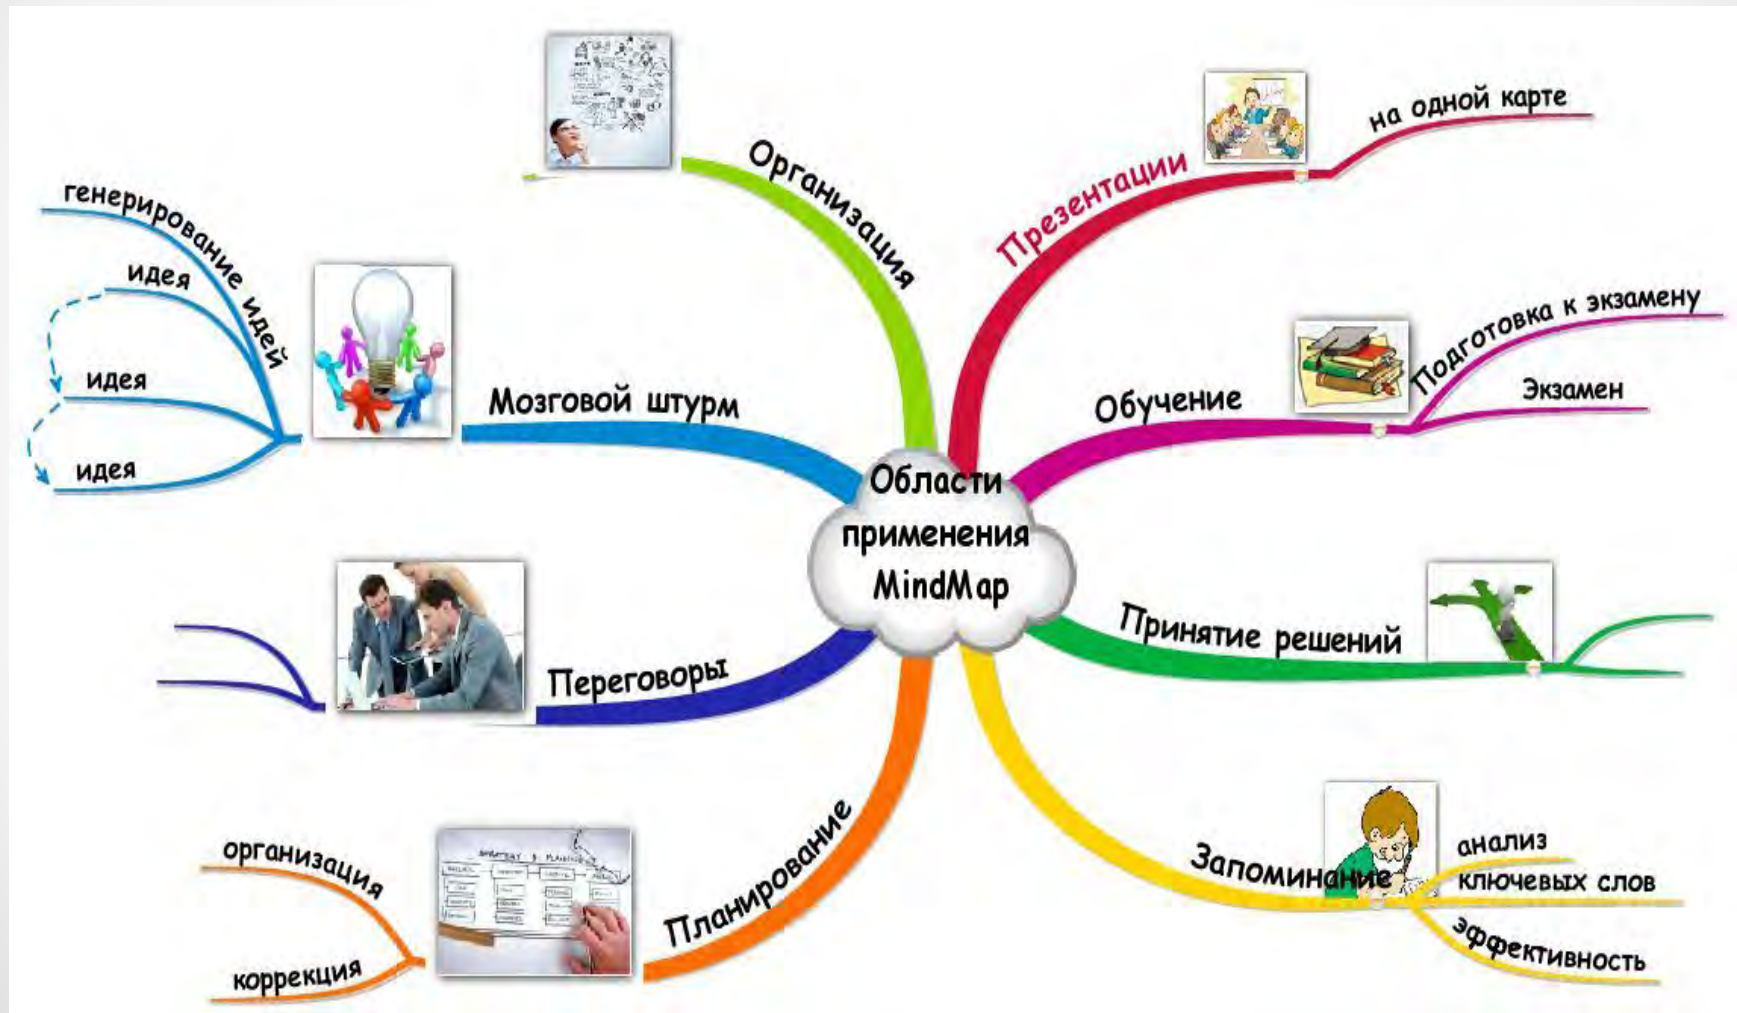 Области
применения
MindMap
Организация
Презентации
на одной карте
Обучение
Подготовка к экзамену
Экзамен
Принятие решений
Запоминание
анализ
ключевых слов
эффективность
Планирование
организация
коррекция
Переговоры
Мозговой штурм
генерирование идей
идея
идея
идея